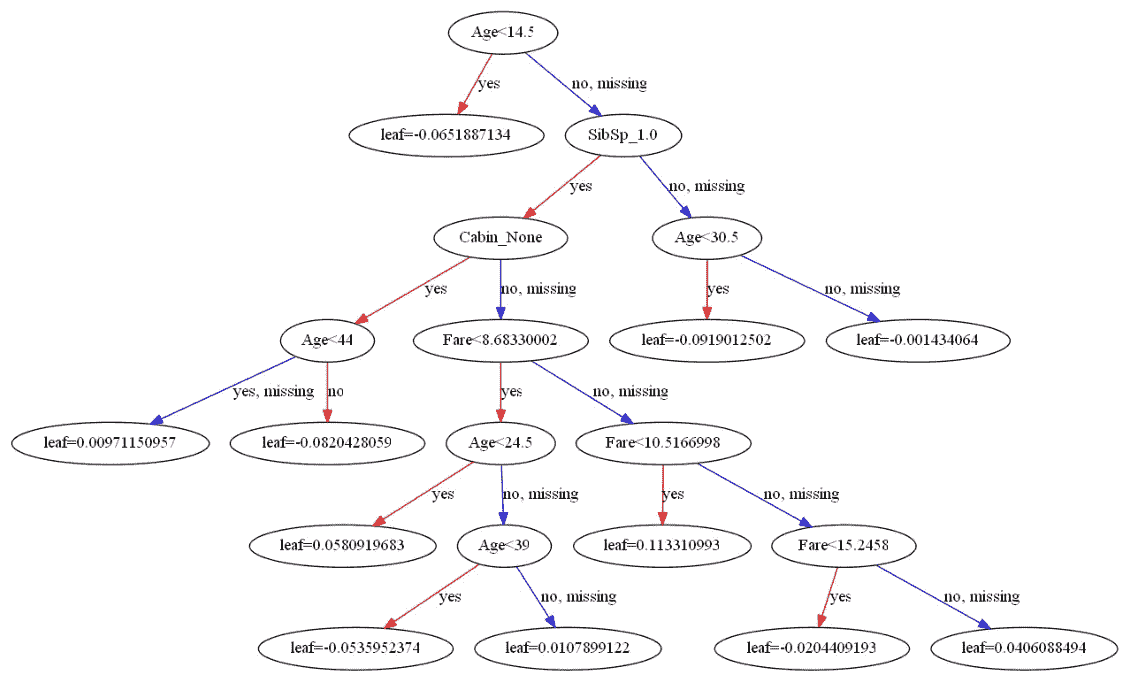 Age<14.5
yes
no, missing
leaf=-0.0651887134
SibSp_1.0
yes
no, missing
Cabin_None
Age<30.5
yes
no, missing
yes
no, missing
Age<44
Fare<8.68330002
leaf=-0.0919012502
leaf=-0.001434064
yes, missing
no
yes
no, missing
leaf=0.00971150957
leaf=-0.0820428059
Age<24.5
Fare<10.5166998
yes
no, missing
yes
no, missing
leaf=0.0580919683
Age<39
leaf=0.113310993
Fare<15.2458
yes
no, missing
yes
no, missing
leaf=-0.0535952374
leaf=0.0107899122
leaf=-0.0204409193
leaf=0.0406088494